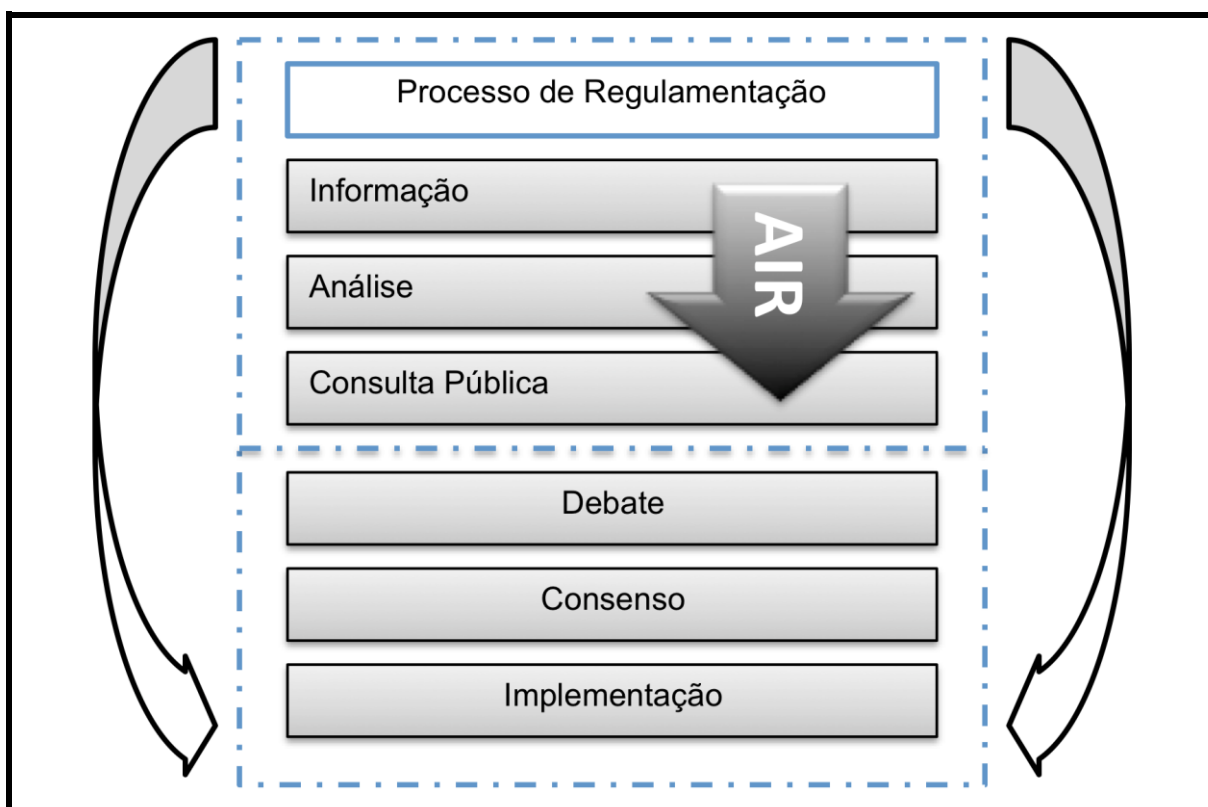 Processo de Regulamentação
Informação
AIR
Análise
Consulta Pública
Debate
Consenso
Implementação